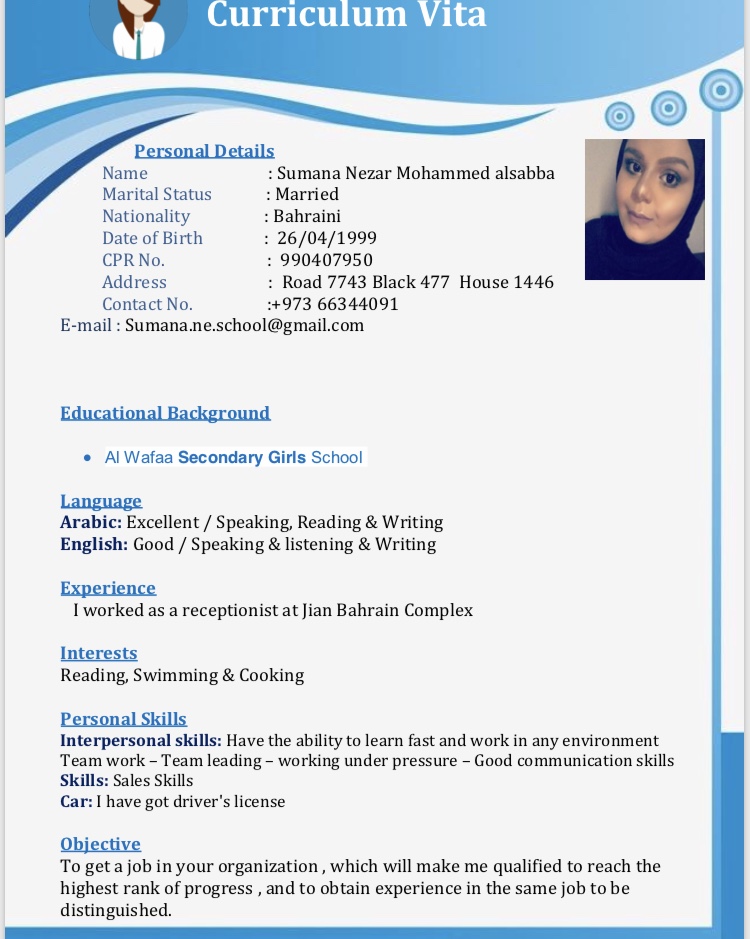 Curriculum Vita
Personal Details
Name : Sumana Nezar Mohammed alsabba
Marital Status : Married
Nationality : Bahraini
Date of Birth : 26/04/1999
CPR No. : 990407950
Address : Road 7743 Black 477 House 1446
Contact No. :+973 66344091
E-mail : Sumana.ne.school@gmail.com
Educational Background
• Al Wafaa Secondary Girls School
Language
Arabic: Excellent / Speaking, Reading & Writing
English: Good / Speaking & listening & Writing
Experience
I worked as a receptionist at Jian Bahrain Complex
Interests
Reading, Swimming & Cooking
Personal Skills
Interpersonal skills: Have the ability to learn fast and work in any environment
Team work – Team leading – working under pressure – Good communication skills
Skills: Sales Skills
Car: I have got driver's license
Objective
To get a job in your organization , which will make me qualified to reach the
highest rank of progress , and to obtain experience in the same job to be
distinguished.